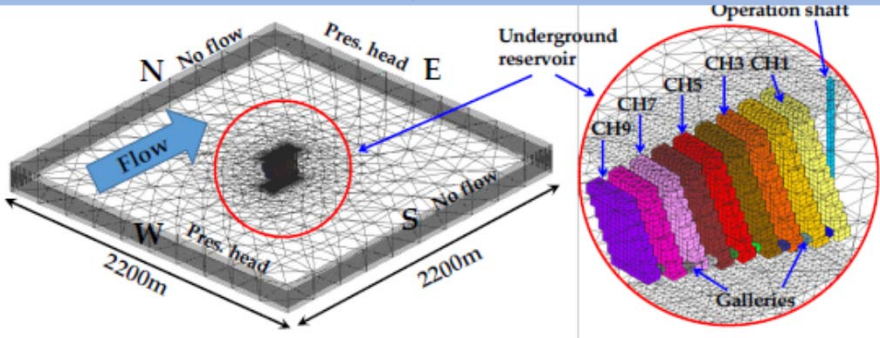 N
No flow
Pres. head
E
Flow
W
Pres. head
S
No flow
2200m
2200m
Underground
reservoir
Operation shaft
CH3 CH1
CH5
CH7
CH9
Galleries